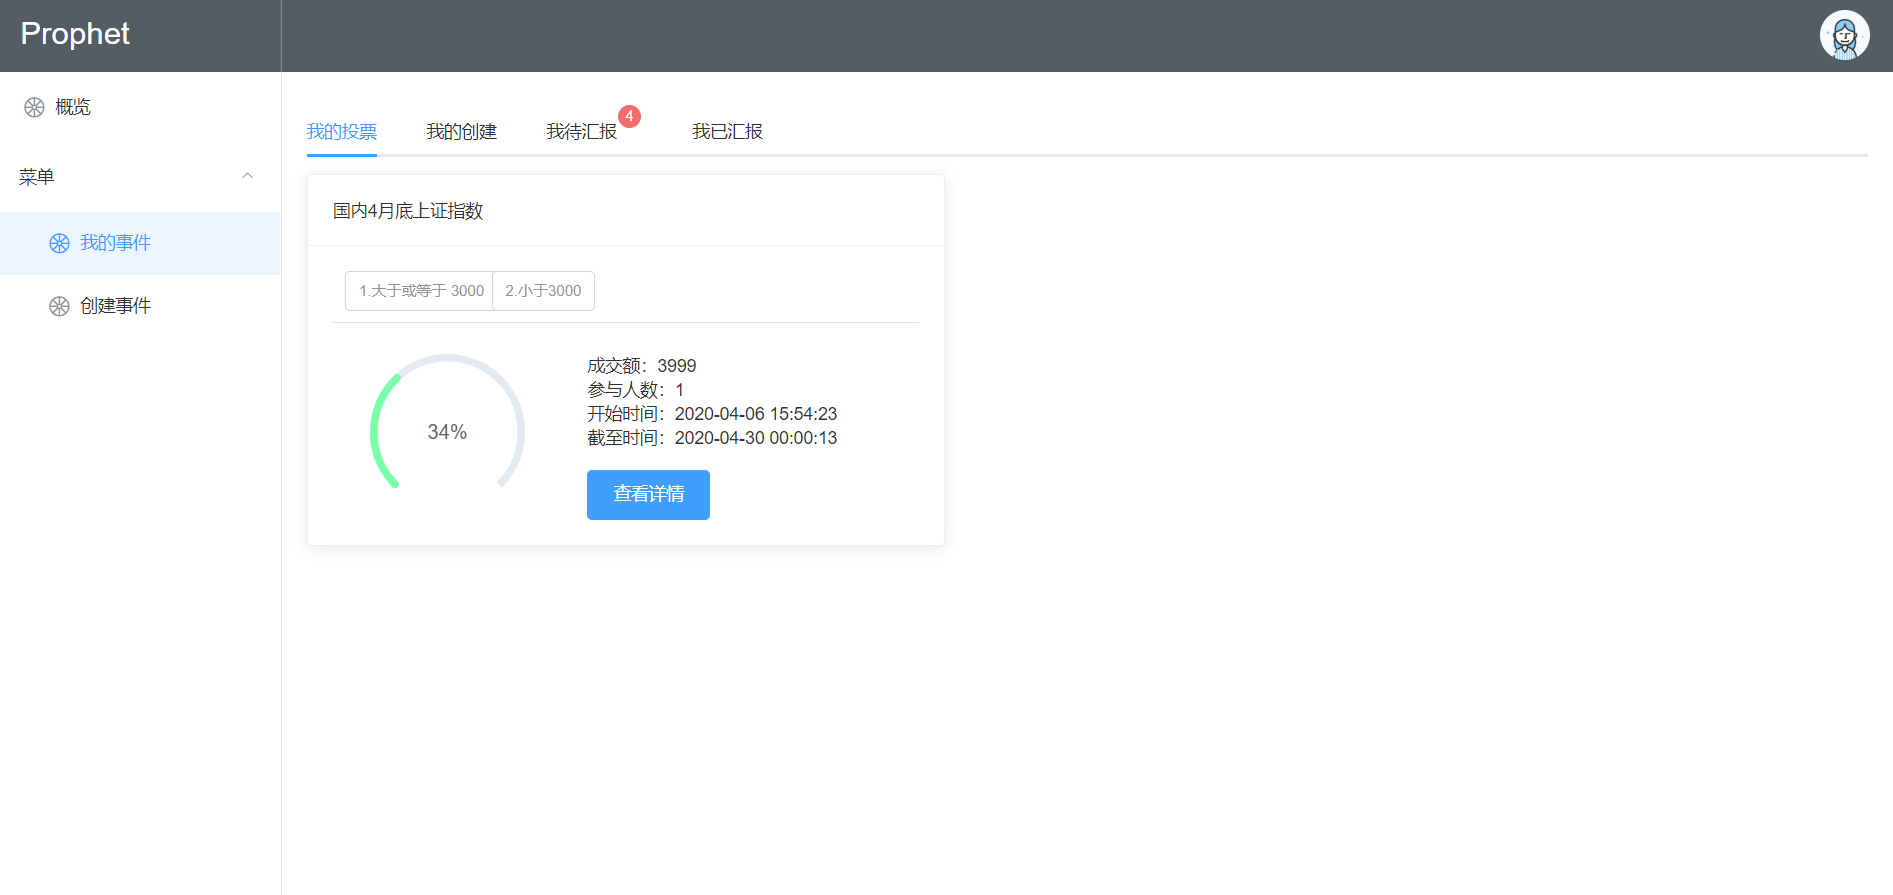 Prophet
概览
菜单
我的事件
创建事件
我的投票
我的创建
我待汇报
4
我已汇报
国内4月底上证指数
1.大于或等于 3000
2.小于3000
34%
成交额：3999
参与人数：1
开始时间：2020-04-06 15:54:23
截至时间：2020-04-30 00:00:13
查看详情